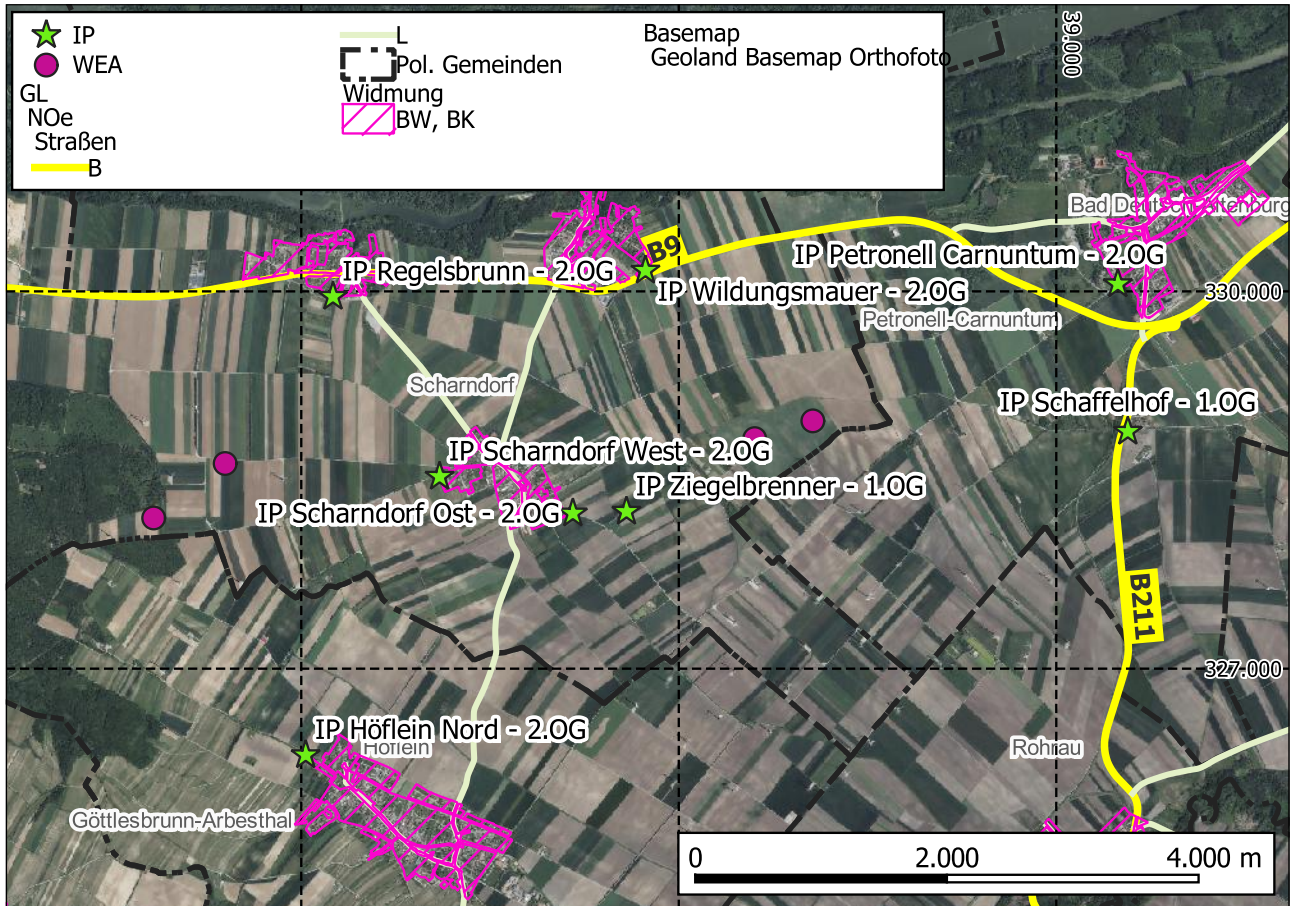 IP
WEA
GL
NOe
Straßen
B
L
Pol. Gemeinden
Widmung
BW, BK
Basemap
Geoland Basemap Orthofoto
39.000
Bad Deutsch-Altenburg
B9
IP Petronell Carnuntum - 2.OG
IP Regelsbrunn - 2.OG
IP Wildungsmauer - 2.OG
330.000
Petronell-Carnuntum
Scharndorf
IP Schaffelhof - 1.OG
IP Scharndorf West - 2.OG
IP Ziegelbrenner - 1.OG
IP Scharndorf Ost - 2.OG
B211
327.000
IP Höflein Nord - 2.OG
Höflein
Rohrau
Göttlesbrunn-Arbesthal
0 2.000 4.000 m